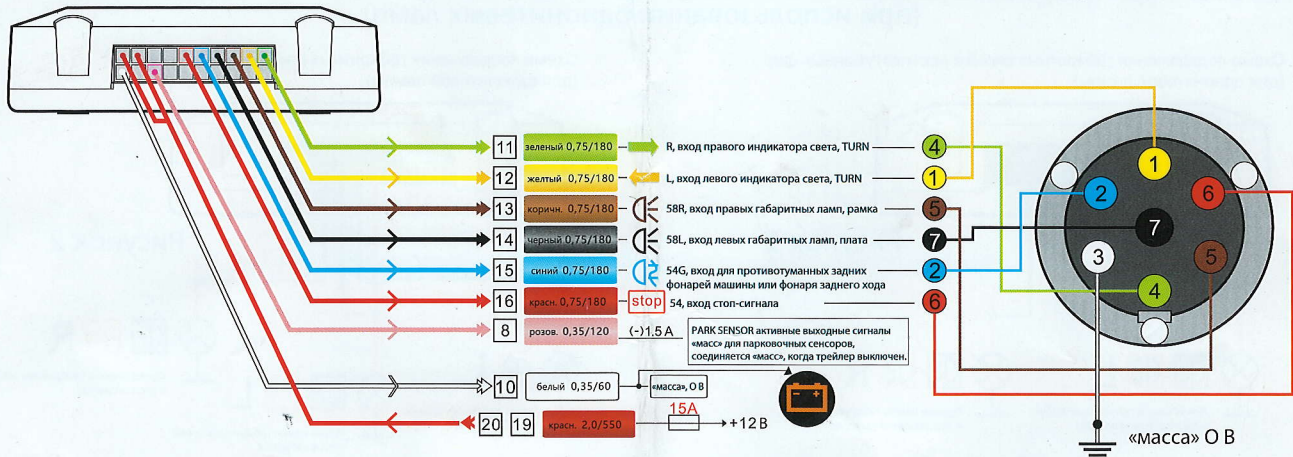 11 зеленый 0,75/180 R, вход правого индикатора света, TURN 4
12 желтый 0,75/180 L, вход левого индикатора света, TURN 1
13 коричн. 0,75/180 58R, вход правых габаритных ламп, рамка 5
14 черный 0,75/180 58L, вход левых габаритных ламп, плата 7
15 синий 0,75/180 54G, вход для противотуманных задних
фонарей машины или фонаря заднего хода 2
16 красн. 0,75/180 stop 54, вход стоп-сигнала 6
8 розов. 0,35/120 (-)1.5 А
PARK SENSOR активные выходные сигналы
«масс» для парковочных сенсоров,
соединяется «масс», когда трейлер выключен.
10 белый 0,35/60 «масса», О В
- +
20 19 красн. 2,0/550 15А +12 В
1
2
6
7
3
5
4
«масса» О В